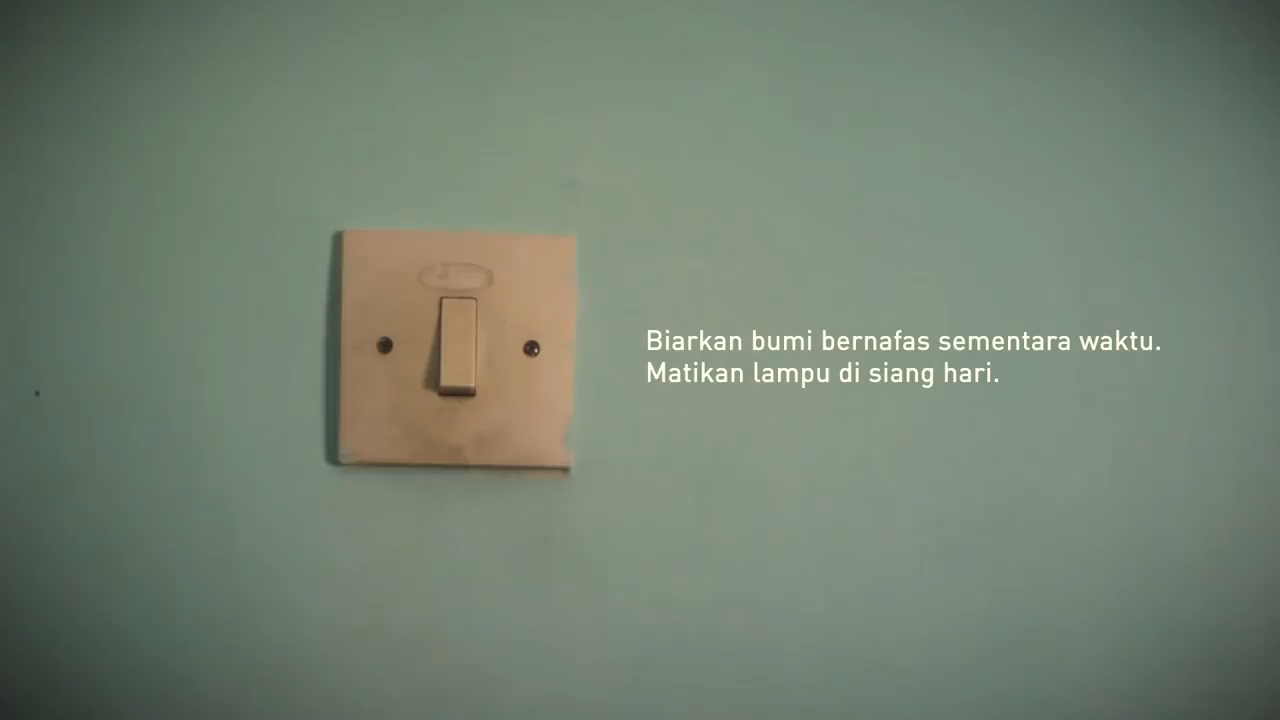 Biarkan bumi bernafas sementara waktu.
Matikan lampu di siang hari.